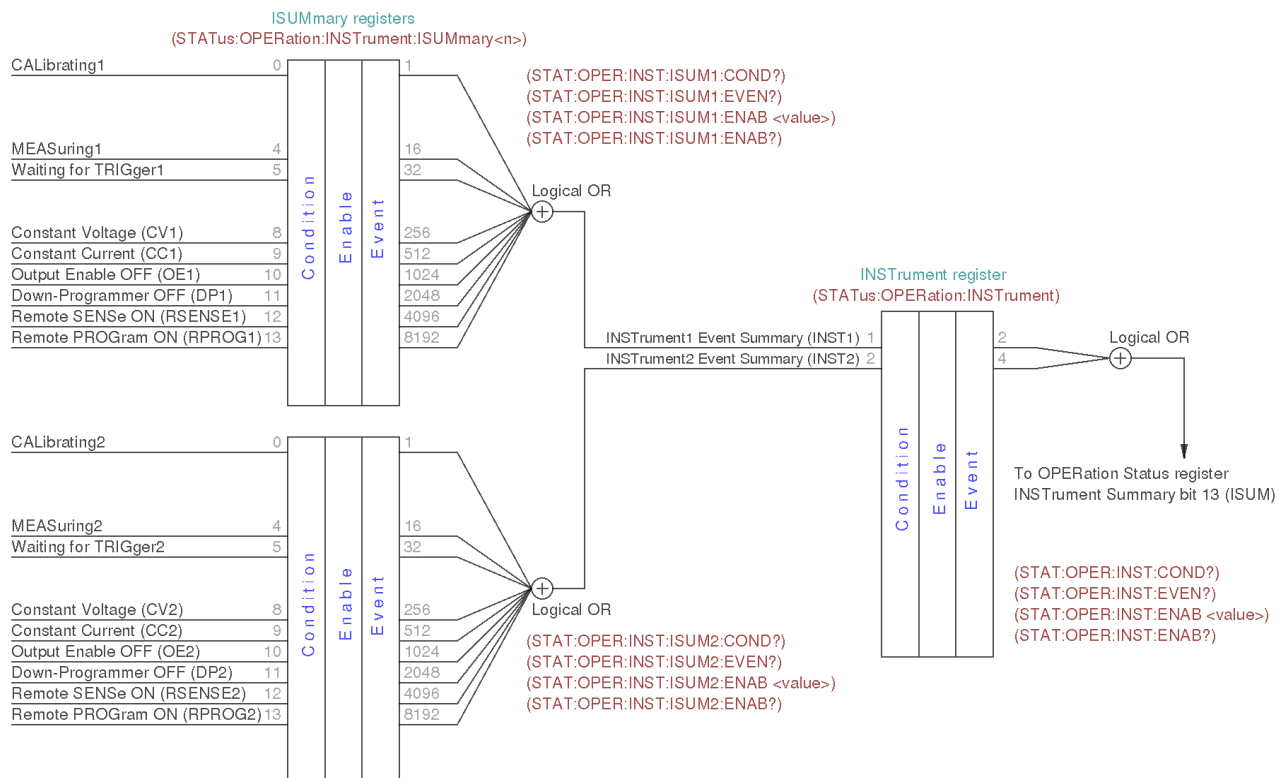 ISUMmary registers
(STATus:OPERation:INSTrument:ISUMmary<n>)
CALibrating1 0 1
(STAT:OPER:INST:ISUM1:COND?)
(STAT:OPER:INST:ISUM1:EVEN?)
(STAT:OPER:INST:ISUM1:ENAB <value>)
(STAT:OPER:INST:ISUM1:ENAB?)
MEASuring1 4 16
Waiting for TRIGger1 5 32
Condition
Enable
Event
Logical OR
Constant Voltage (CV1) 8 256
Constant Current (CC1) 9 512
Output Enable OFF (OE1) 10 1024
Down-Programmer OFF (DP1) 11 2048
Remote SENSe ON (RSENSE1) 12 4096
Remote PROGram ON (RPROG1) 13 8192
INSTrument register
(STATus:OPERation:INSTrument)
INSTrument1 Event Summary (INST1) 1 2
INSTrument2 Event Summary (INST2) 2 4
Logical OR
Condition
Enable
Event
To OPERation Status register
INSTrument Summary bit 13 (ISUM)
(STAT:OPER:INST:COND?)
(STAT:OPER:INST:EVEN?)
(STAT:OPER:INST:ENAB <value>)
(STAT:OPER:INST:ENAB?)
CALibrating2 0 1
MEASuring2 4 16
Waiting for TRIGger2 5 32
Condition
Enable
Event
Logical OR
Constant Voltage (CV2) 8 256
Constant Current (CC2) 9 512
Output Enable OFF (OE2) 10 1024
Down-Programmer OFF (DP2) 11 2048
Remote SENSe ON (RSENSE2) 12 4096
Remote PROGram ON (RPROG2) 13 8192
(STAT:OPER:INST:ISUM2:COND?)
(STAT:OPER:INST:ISUM2:EVEN?)
(STAT:OPER:INST:ISUM2:ENAB <value>)
(STAT:OPER:INST:ISUM2:ENAB?)